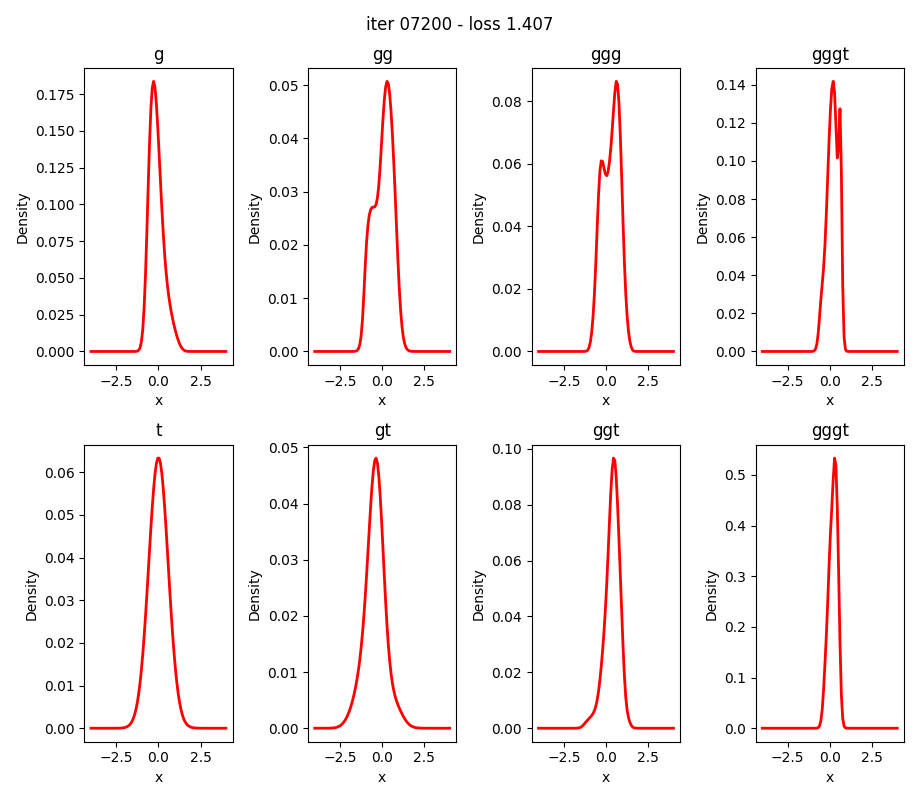 iter 07200 - loss 1.407
g
gg
ggg
gggt
Density
0.175
0.150
0.125
0.100
0.075
0.050
0.025
0.000
−2.5 0.0 2.5
x
Density
0.05
0.04
0.03
0.02
0.01
0.00
−2.5 0.0 2.5
x
Density
0.08
0.06
0.04
0.02
0.00
−2.5 0.0 2.5
x
Density
0.14
0.12
0.10
0.08
0.06
0.04
0.02
0.00
−2.5 0.0 2.5
x
t
gt
ggt
gggt
Density
0.06
0.05
0.04
0.03
0.02
0.01
0.00
−2.5 0.0 2.5
x
Density
0.05
0.04
0.03
0.02
0.01
0.00
−2.5 0.0 2.5
x
Density
0.10
0.08
0.06
0.04
0.02
0.00
−2.5 0.0 2.5
x
Density
0.5
0.4
0.3
0.2
0.1
0.0
−2.5 0.0 2.5
x